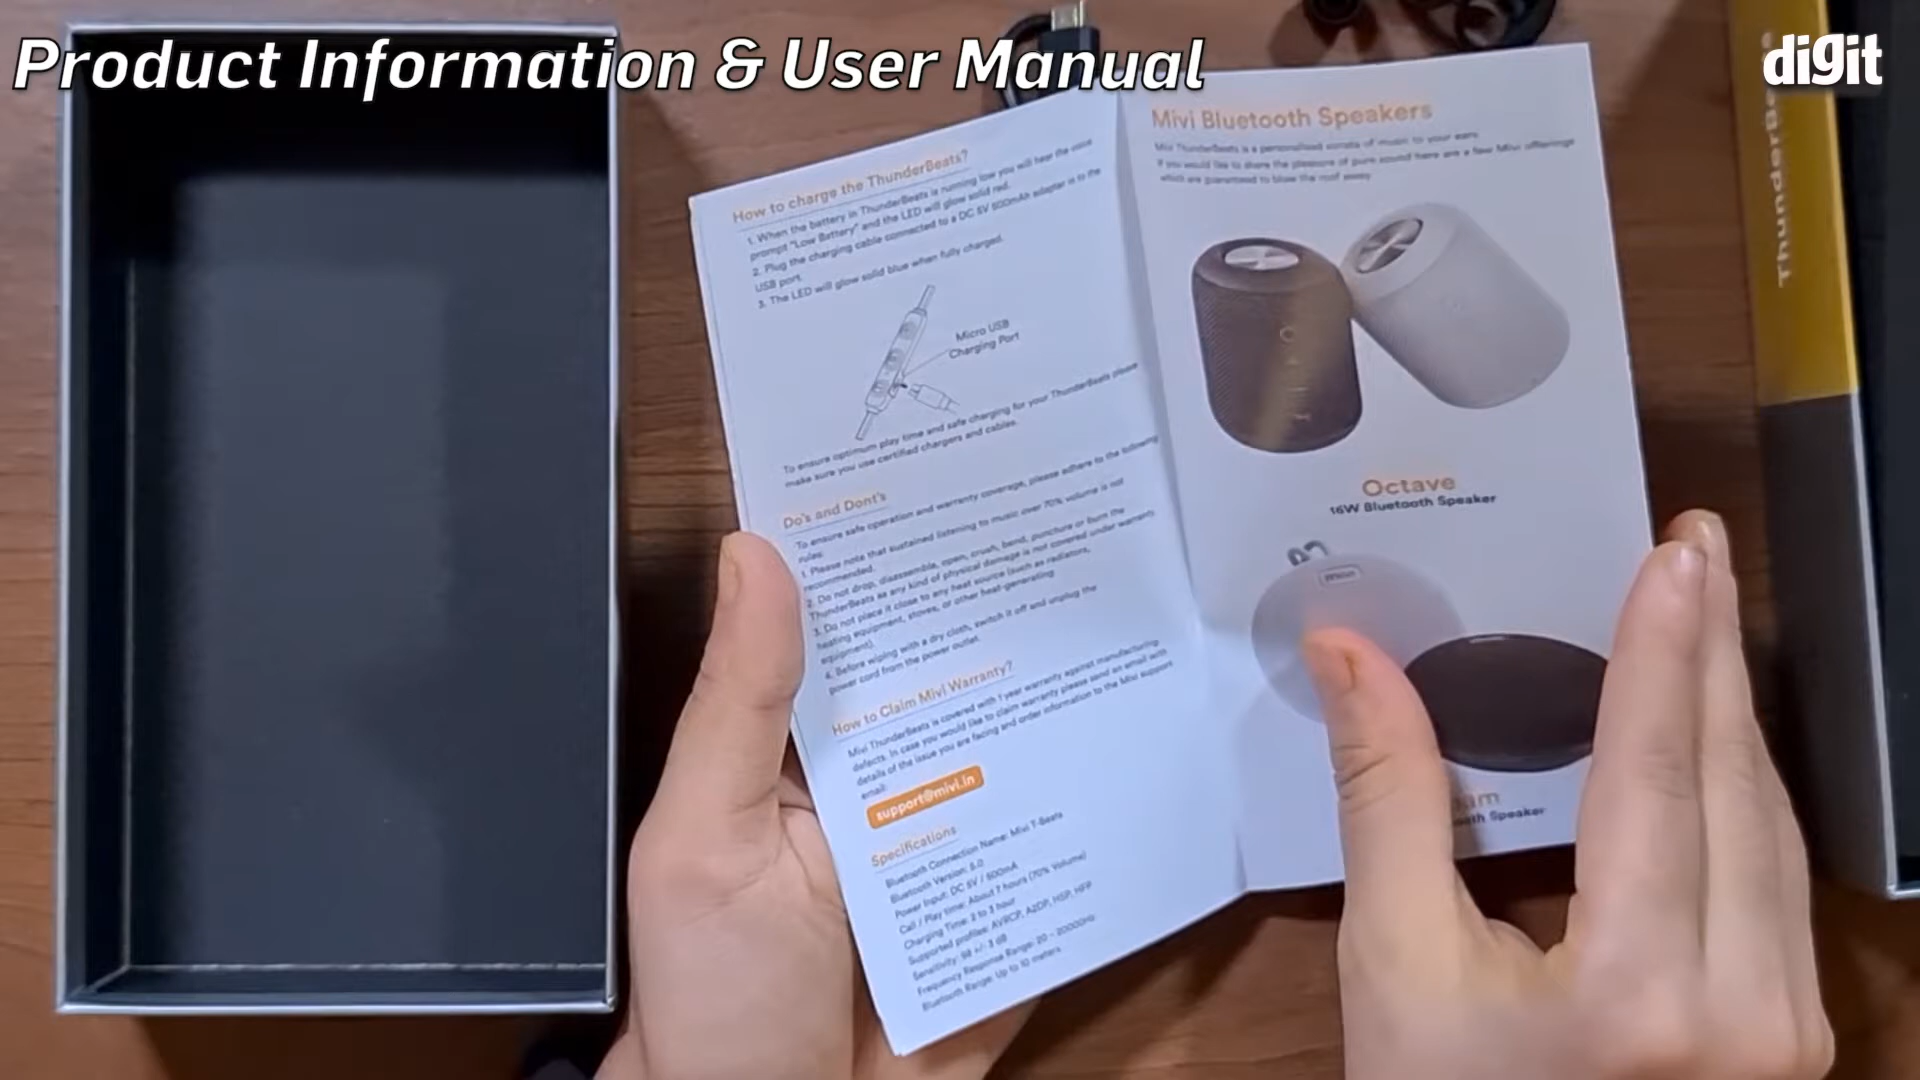 Product Information & User Manual
digit
ThunderBeats
How to charge the ThunderBeats?
1. When the battery in ThunderBeats is running low you will hear the voice
prompt "Low Battery" and the LED will glow solid red.
2. Plug the charging cable connected to a DC 5V 500mAh adapter is to the
USB port.
3. The LED will glow solid blue when fully charged.
Micro USB
Charging Port
To ensure optimum play time and safe charging for your ThunderBeats please
make sure you use certified chargers and cables.
Do's and Dont's
To ensure safe operation and warranty coverage, please adhere to the following
rules:
1. Please note that sustained listening to music over 70% volume is not
recommended.
2. Do not drop, disassemble, open, crush, bend, puncture or burn the
ThunderBeats as any kind of physical damage is not covered under warranty
3. Do not place it close to any heat source (such as radiators,
heating equipment, stoves, or other heat-generating
equipment).
4. Before wiping with a dry cloth, switch it off and unplug the
power cord from the power outlet.
How to Claim Mivi Warranty?
Mivi ThunderBeats is covered with 1 year warranty against manufacturing
defects. In case you would like to claim warranty please send an email with
details of the issue you are facing and order information to the Mivi support
email:
support@mivi.in
Specifications
Bluetooth Connection Name: Mivi T-Beats
Bluetooth Version: 5.0
Power Input: DC 5V / 500mA
Call / Play time: About 7 hours (70% Volume)
Charging Time: 2 to 3 hour
Supported profiles: AVRCP, A2DP, HSP, HFP
Sensitivity: 98 +/- 3 dB
Frequency Response Range: 20 - 20000Hz
Bluetooth Range: Up to 10 meters
Mivi Bluetooth Speakers
Mivi ThunderBeats is a personalised sonata of music to your ears.
If you would like to share the pleasure of pure sound here are a few Mivi offerings
which are guaranteed to blow the roof away
Octave
16W Bluetooth Speaker
mivi
Speaker